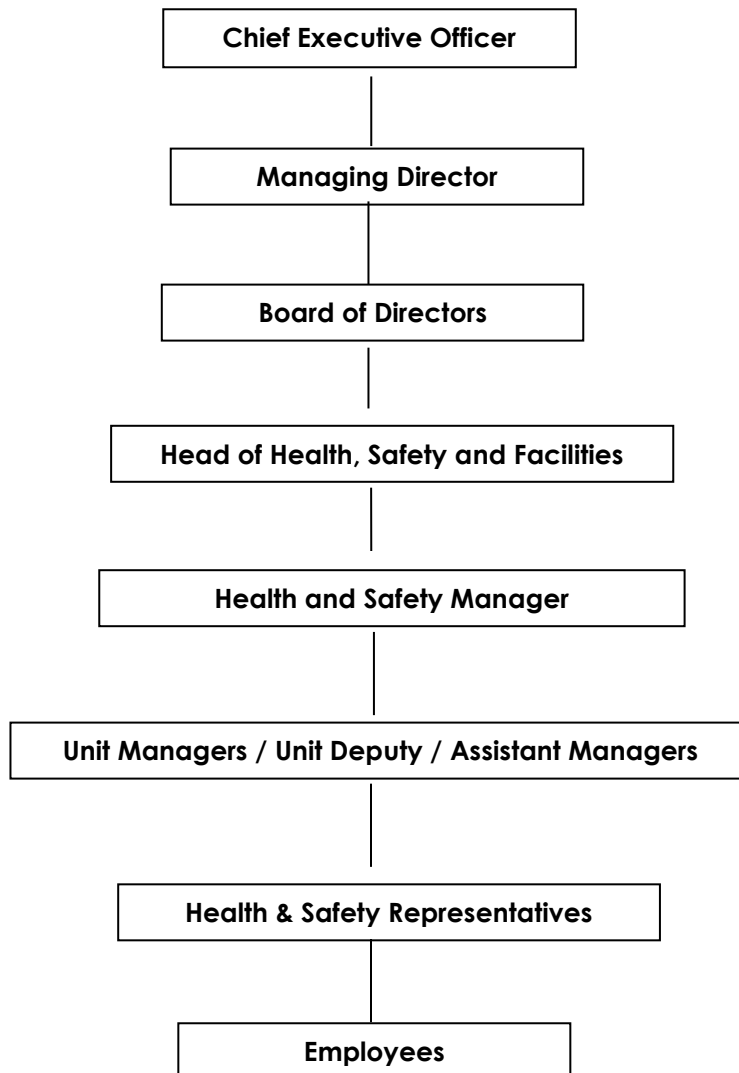 Chief Executive Officer
Managing Director
Board of Directors
Head of Health, Safety and Facilities
Health and Safety Manager
Unit Managers / Unit Deputy / Assistant Managers
Health & Safety Representatives
Employees